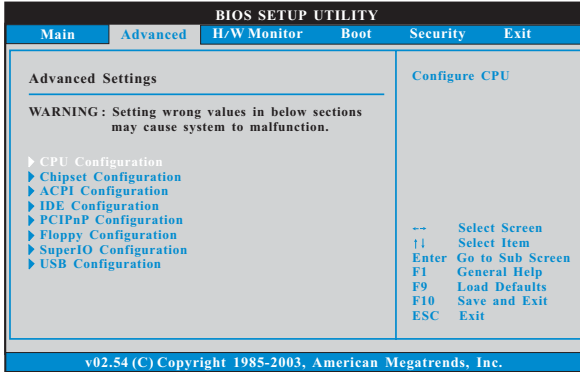 BIOS SETUP UTILITY
Main Advanced H/W Monitor Boot Security Exit
Advanced Settings
WARNING : Setting wrong values in below sections
may cause system to malfunction.
CPU Configuration
Chipset Configuration
ACPI Configuration
IDE Configuration
PCIPnP Configuration
Floppy Configuration
SuperIO Configuration
USB Configuration
Configure CPU
←→ Select Screen
↑↓ Select Item
Enter Go to Sub Screen
F1 General Help
F9 Load Defaults
F10 Save and Exit
ESC Exit
v02.54 (C) Copyright 1985-2003, American Megatrends, Inc.